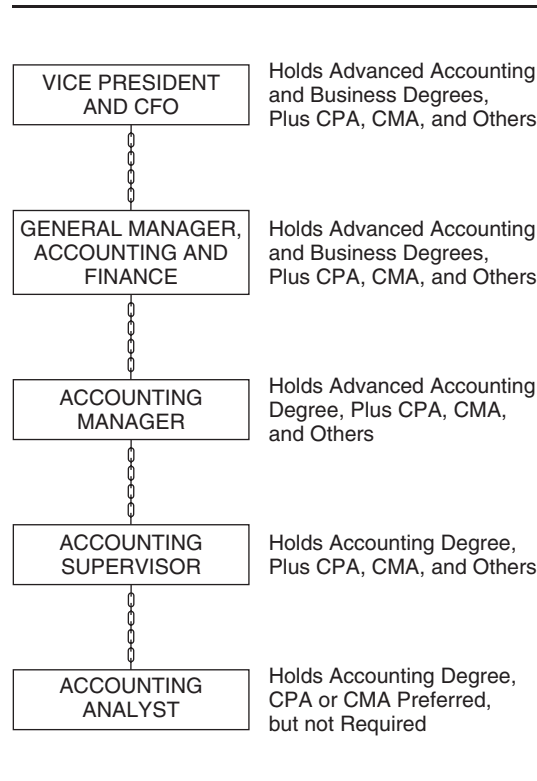 VICE PRESIDENT
AND CFO
Holds Advanced Accounting
and Business Degrees,
Plus CPA, CMA, and Others
GENERAL MANAGER,
ACCOUNTING AND
FINANCE
Holds Advanced Accounting
and Business Degrees,
Plus CPA, CMA, and Others
ACCOUNTING
MANAGER
Holds Advanced Accounting
Degree, Plus CPA, CMA,
and Others
ACCOUNTING
SUPERVISOR
Holds Accounting Degree,
Plus CPA, CMA, and Others
ACCOUNTING
ANALYST
Holds Accounting Degree,
CPA or CMA Preferred,
but not Required